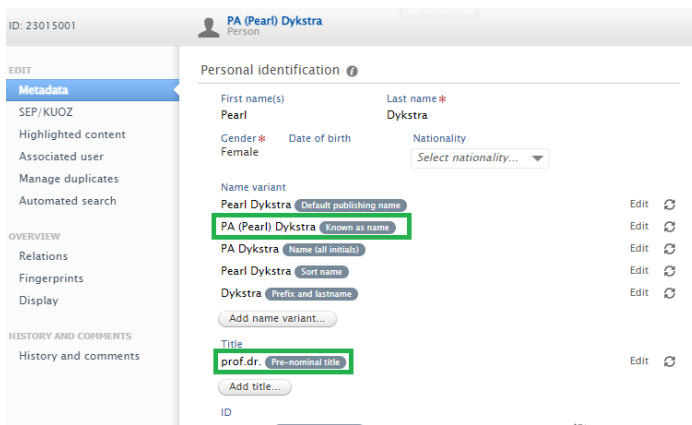 ID: 23015001
PA (Pearl) Dykstra
Person
EDIT
Metadata
SEP/KUOZ
Highlighted content
Associated user
Manage duplicates
Automated search
OVERVIEW
Relations
Fingerprints
Display
HISTORY AND COMMENTS
History and comments
Personal identification i
First name(s) Last name*
Pearl Dykstra
Gender* Date of birth Nationality
Female Select nationality...
Name variant
Pearl Dykstra Default publishing name Edit
PA (Pearl) Dykstra Known as name Edit
PA Dykstra Name (all initials) Edit
Pearl Dykstra Sort name Edit
Dykstra Prefix and lastname Edit
Add name variant...
Title
prof.dr. Pre-nominal title Edit
Add title...
ID